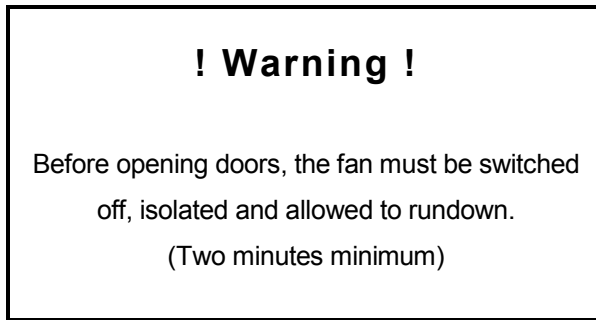 ! Warning !
Before opening doors, the fan must be switched
off, isolated and allowed to rundown.
(Two minutes minimum)